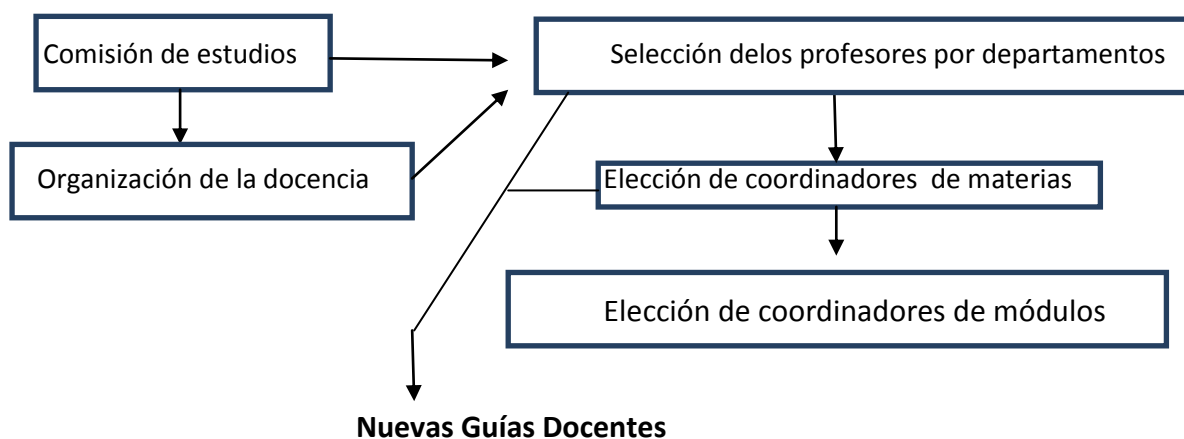 Comisión de estudios
Selección delos profesores por departamentos
Organización de la docencia
Elección de coordinadores de materias
Elección de coordinadores de módulos
Nuevas Guías Docentes